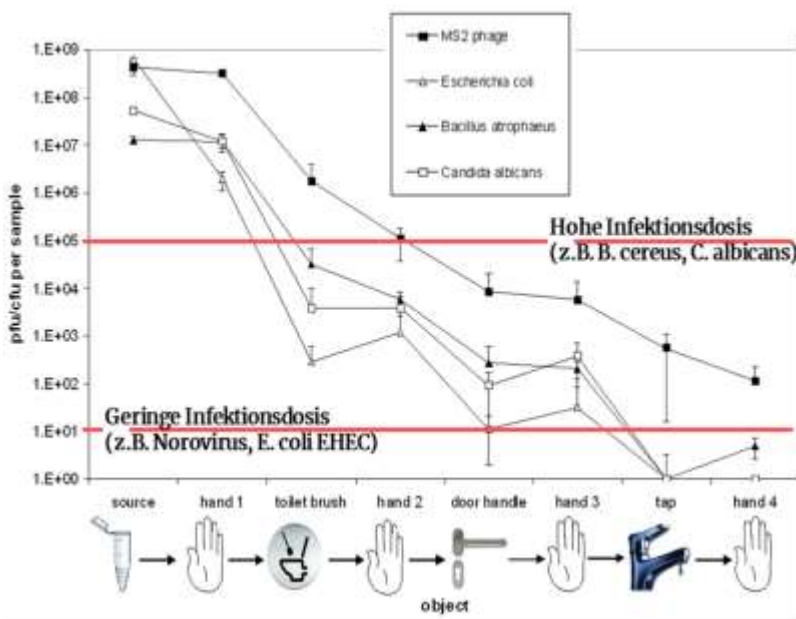 MS2 phage
Escherichia coli
Bacillus atrophaeus
Candida albicans
1.E+09
1.E+08
1.E+07
1.E+06
1.E+05
1.E+04
1.E+03
1.E+02
1.E+01
1.E+00
pfu/cfu per sample
Hohe Infektionsdosis
(z.B. B. cereus, C. albicans)
Geringe Infektionsdosis
(z.B. Norovirus, E. coli EHEC)
source hand 1 toilet brush hand 2 door handle hand 3 tap hand 4
object